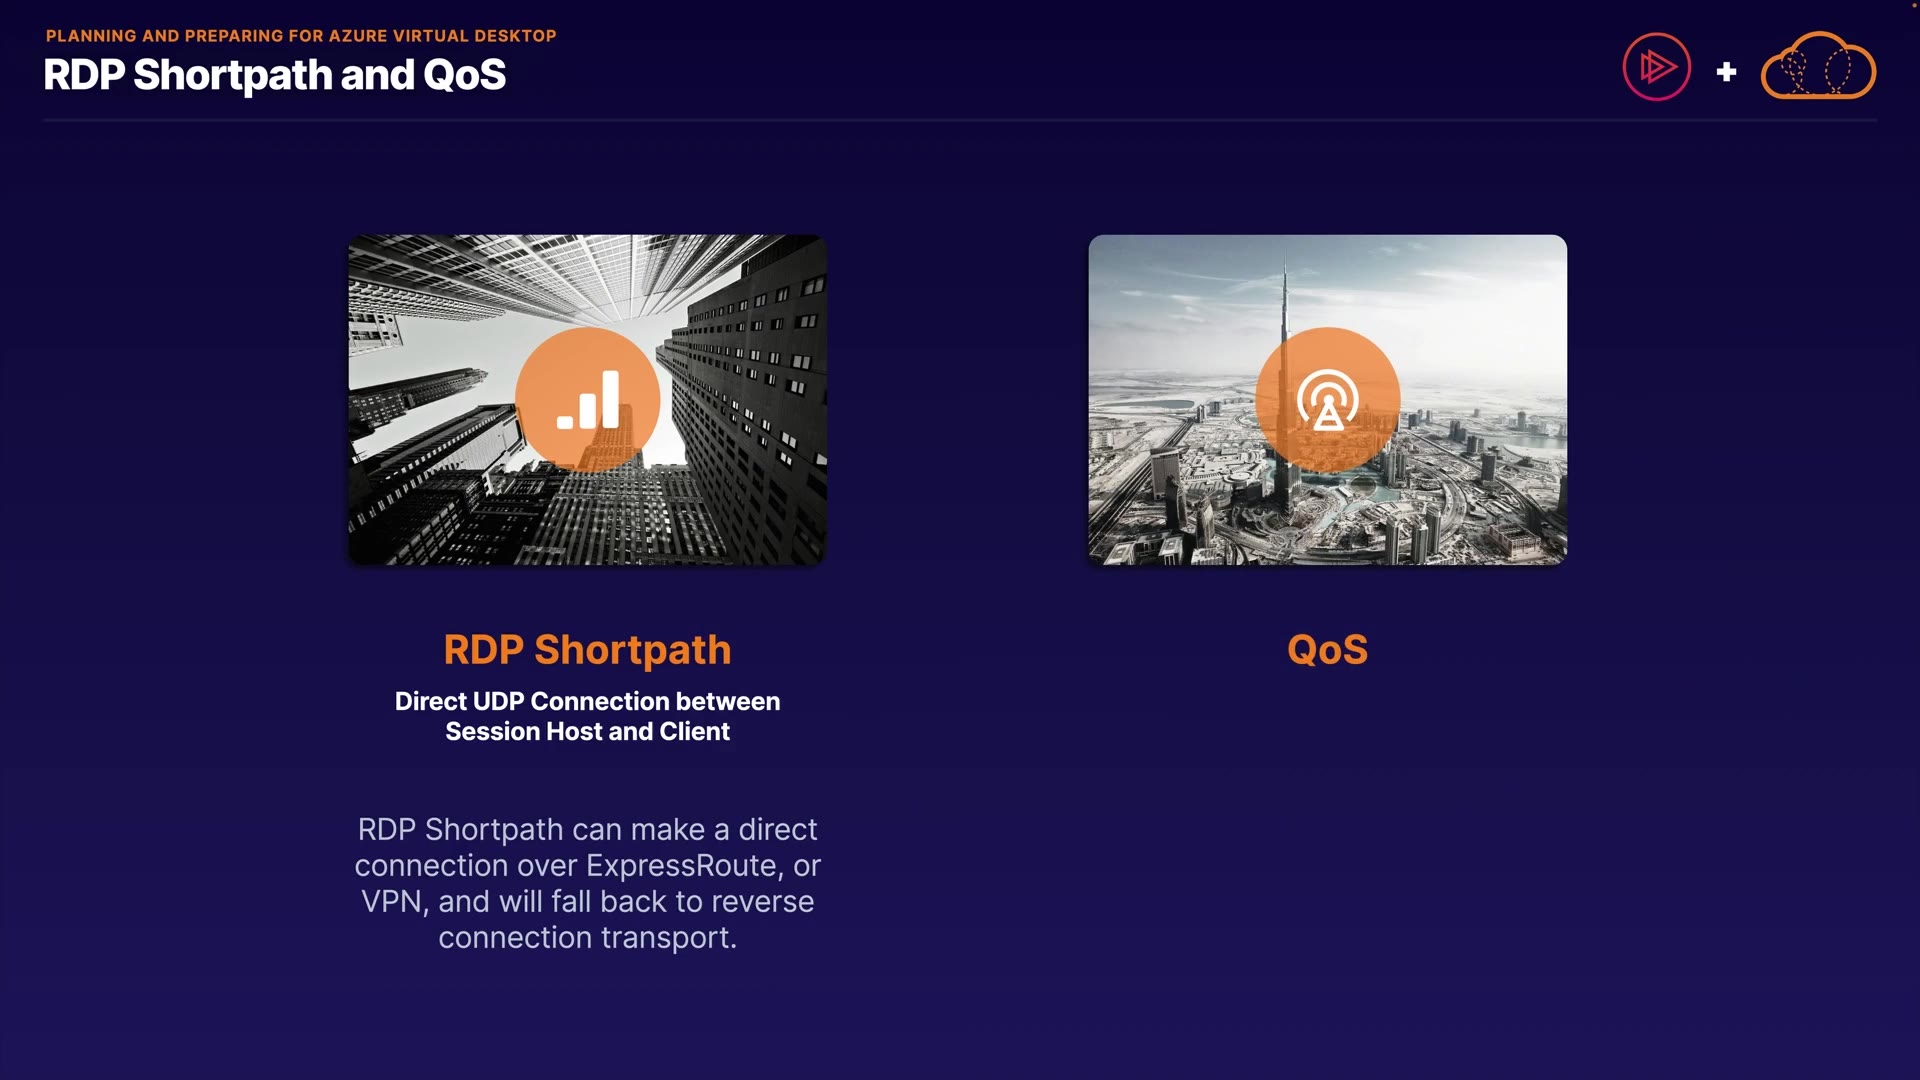 PLANNING AND PREPARING FOR AZURE VIRTUAL DESKTOP
RDP Shortpath and QoS
RDP Shortpath
Direct UDP Connection between
Session Host and Client
RDP Shortpath can make a direct
connection over ExpressRoute, or
VPN, and will fall back to reverse
connection transport.
QoS